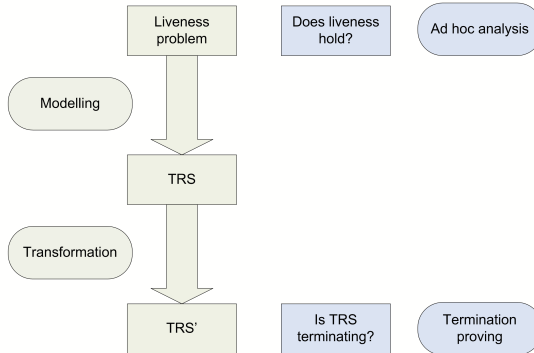 Liveness
problem
Does liveness
hold?
Ad hoc analysis
Modelling
TRS
Transformation
TRS'
Is TRS
terminating?
Termination
proving